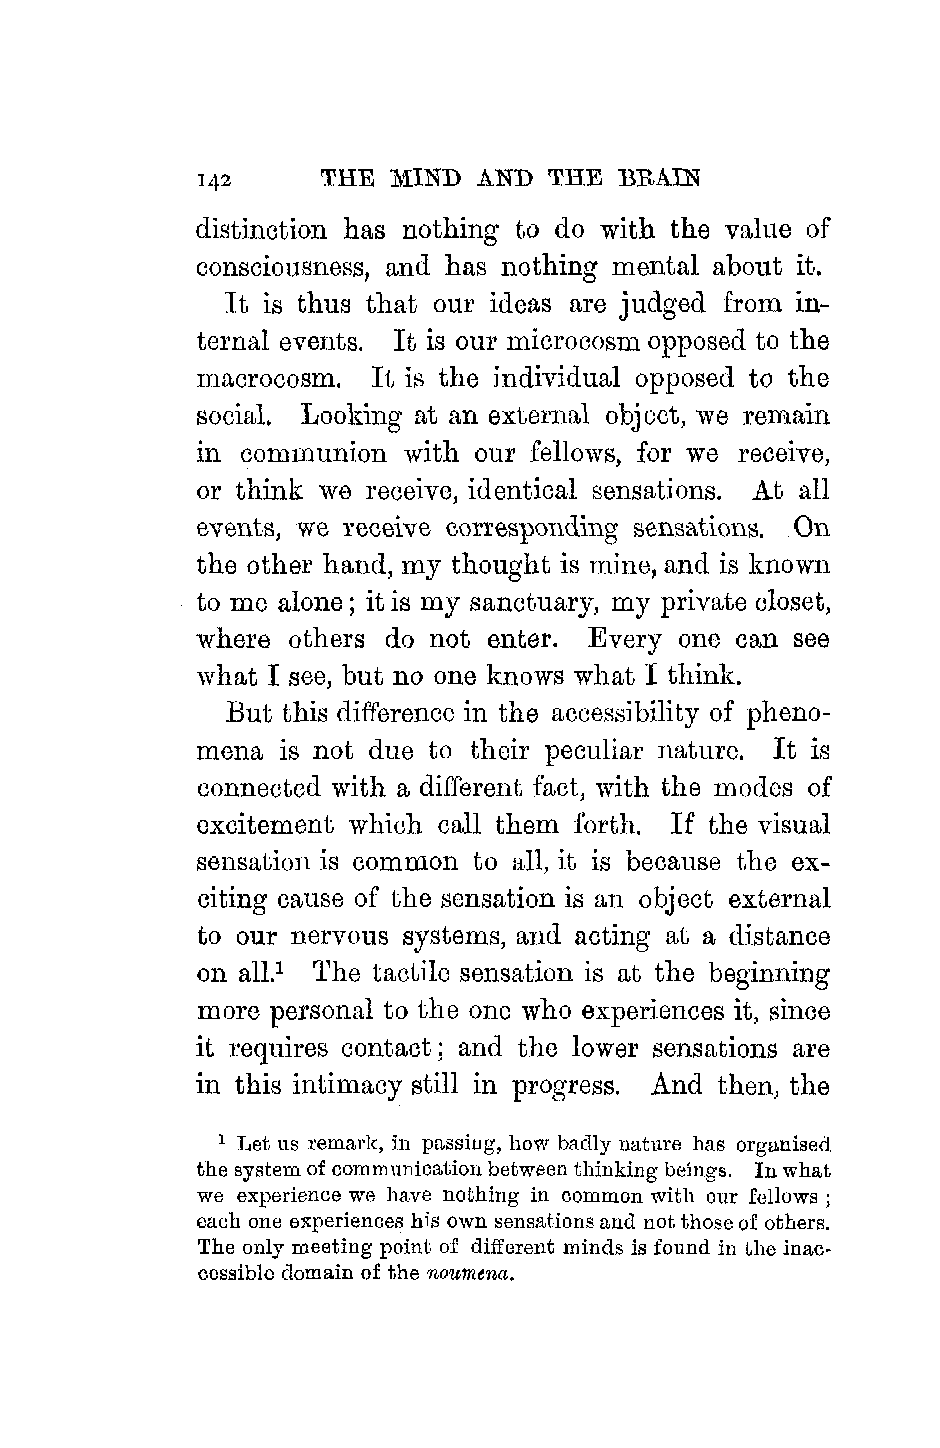 142 THE MIND AND THE BRAIN
distinction has nothing to do with the value of
consciousness, and has nothing mental about it.
It is thus that our ideas are judged from in-
ternal events. It is our microcosm opposed to the
macrocosm. It is the individual opposed to the
social. Looking at an external object, we remain
in communion with our fellows, for we receive,
or think we receive, identical sensations. At all
events, we receive corresponding sensations. On
the other hand, my thought is mine, and is known
to me alone; it is my sanctuary, my private closet,
where others do not enter. Every one can see
what I see, but no one knows what I think.
But this difference in the accessibility of pheno-
mena is not due to their peculiar nature. It is
connected with a different fact, with the modes of
excitement which call them forth. If the visual
sensation is common to all, it is because the ex-
citing cause of the sensation is an object external
to our nervous systems, and acting at a distance
on all.¹ The tactile sensation is at the beginning
more personal to the one who experiences it, since
it requires contact; and the lower sensations are
in this intimacy still in progress. And then, the
¹ Let us remark, in passing, how badly nature has organised
the system of communication between thinking beings. In what
we experience we have nothing in common with our fellows;
each one experiences his own sensations and not those of others.
The only meeting point of different minds is found in the inac-
cessible domain of the noumena.